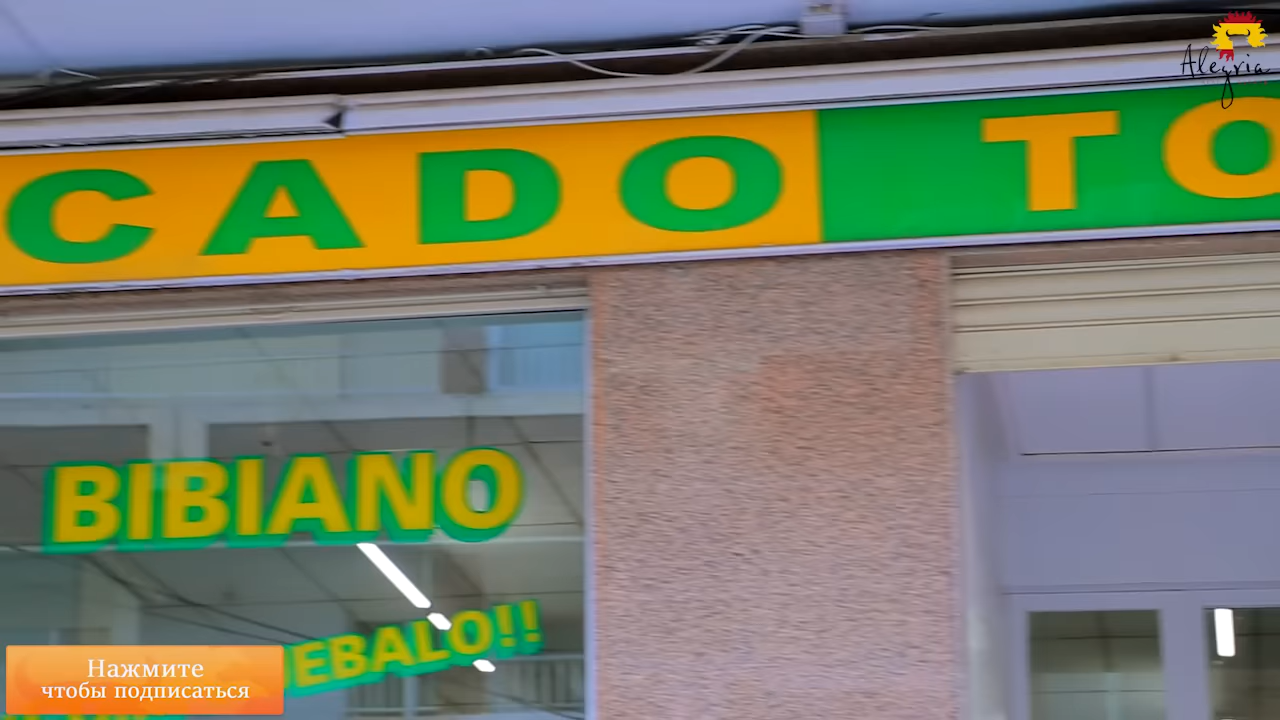 Alegria
CADO TO
BIBIANO
EBALO!!
Нажмите
чтобы подписаться